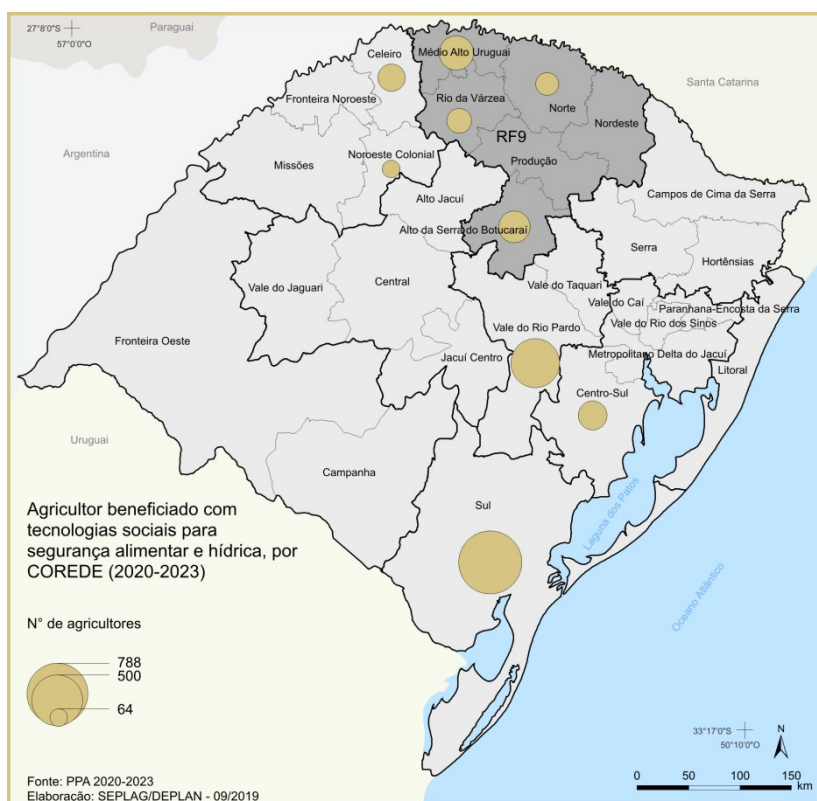 Paraguai
27°8'0"S
57°0'0"O
Celeiro
Médio Alto Uruguai
Santa Catarina
Fronteira Noroeste
Rio da Várzea
Norte
Nordeste
RF9
Argentina
Missões
Noroeste Colonial
Produção
Alto Jacuí
Campos de Cima da Serra
Alto da Serra do Botucaraí
Serra
Hortênsias
Vale do Jaguari
Central
Vale do Taquari
Vale do Caí
Paranhana-Encosta da Serra
Vale do Rio Pardo
Vale do Rio dos Sinos
Fronteira Oeste
Jacuí Centro
Metropolitano Delta do Jacuí
Litoral
Centro-Sul
Uruguai
Campanha
Sul
Laguna dos Patos
Oceano Atlântico
Agricultor beneficiado com
tecnologias sociais para
segurança alimentar e hídrica, por
COREDE (2020-2023)
N° de agricultores
788
500
64
33°17'0"S
50°10'0"O
N
0 50 100 150
km
Fonte: PPA 2020-2023
Elaboração: SEPLAG/DEPLAN - 09/2019